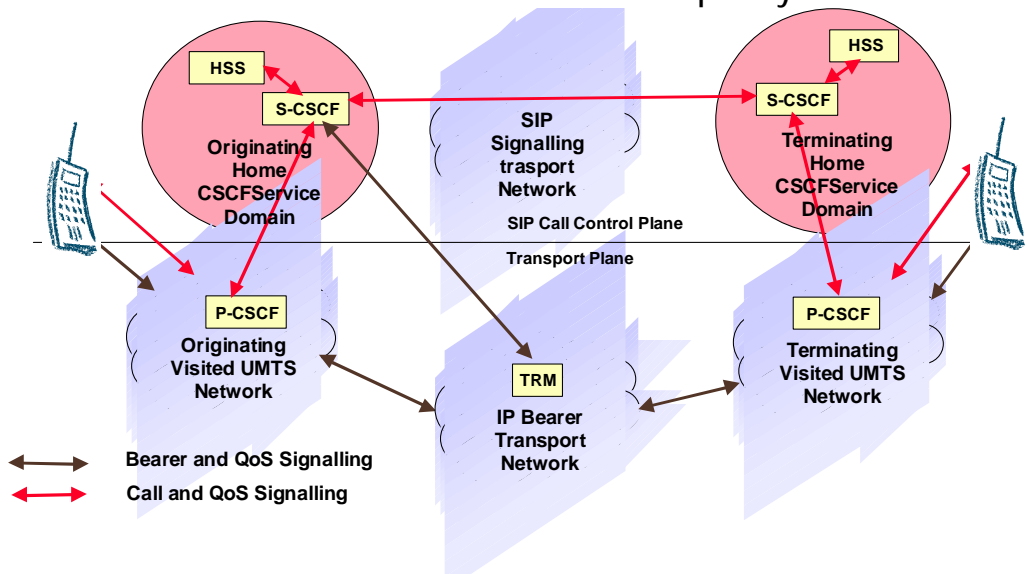 HSS
S-CSCF
Originating
Home
CSCFService
Domain
SIP
Signalling
trasport
Network
HSS
S-CSCF
Terminating
Home
CSCFService
Domain
SIP Call Control Plane
Transport Plane
P-CSCF
Originating
Visited UMTS
Network
TRM
IP Bearer
Transport
Network
P-CSCF
Terminating
Visited UMTS
Network
Bearer and QoS Signalling
Call and QoS Signalling